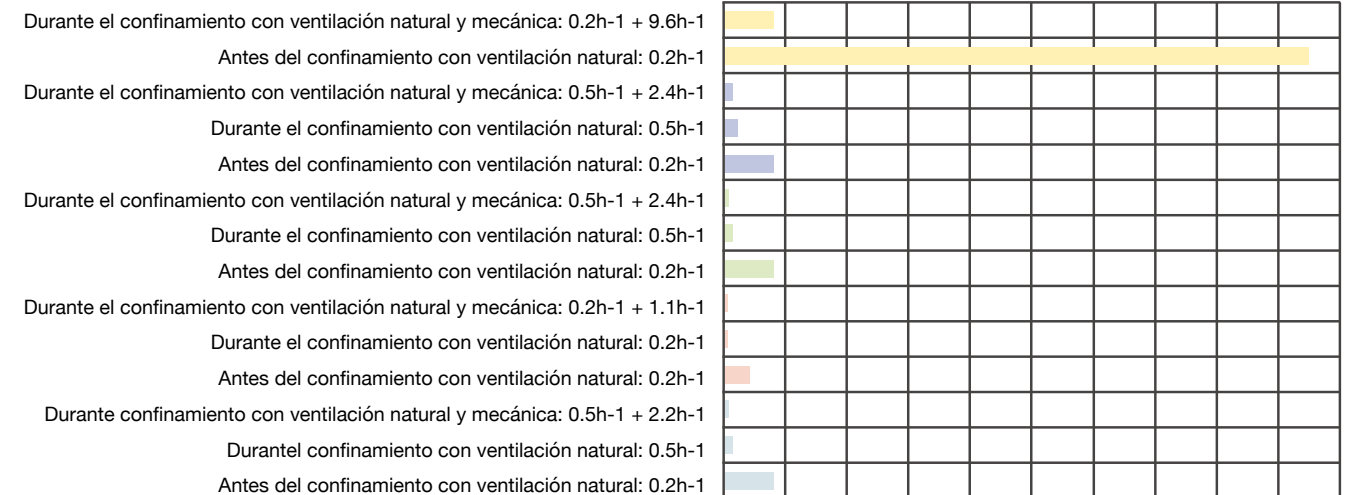 Durante el confinamiento con ventilación natural y mecánica: 0.2h-1 + 9.6h-1
Antes del confinamiento con ventilación natural: 0.2h-1
Durante el confinamiento con ventilación natural y mecánica: 0.5h-1 + 2.4h-1
Durante el confinamiento con ventilación natural: 0.5h-1
Antes del confinamiento con ventilación natural: 0.2h-1
Durante el confinamiento con ventilación natural y mecánica: 0.5h-1 + 2.4h-1
Durante el confinamiento con ventilación natural: 0.5h-1
Antes del confinamiento con ventilación natural: 0.2h-1
Durante el confinamiento con ventilación natural y mecánica: 0.2h-1 + 1.1h-1
Durante el confinamiento con ventilación natural: 0.2h-1
Antes del confinamiento con ventilación natural: 0.2h-1
Durante confinamiento con ventilación natural y mecánica: 0.5h-1 + 2.2h-1
Durantel confinamiento con ventilación natural: 0.5h-1
Antes del confinamiento con ventilación natural: 0.2h-1